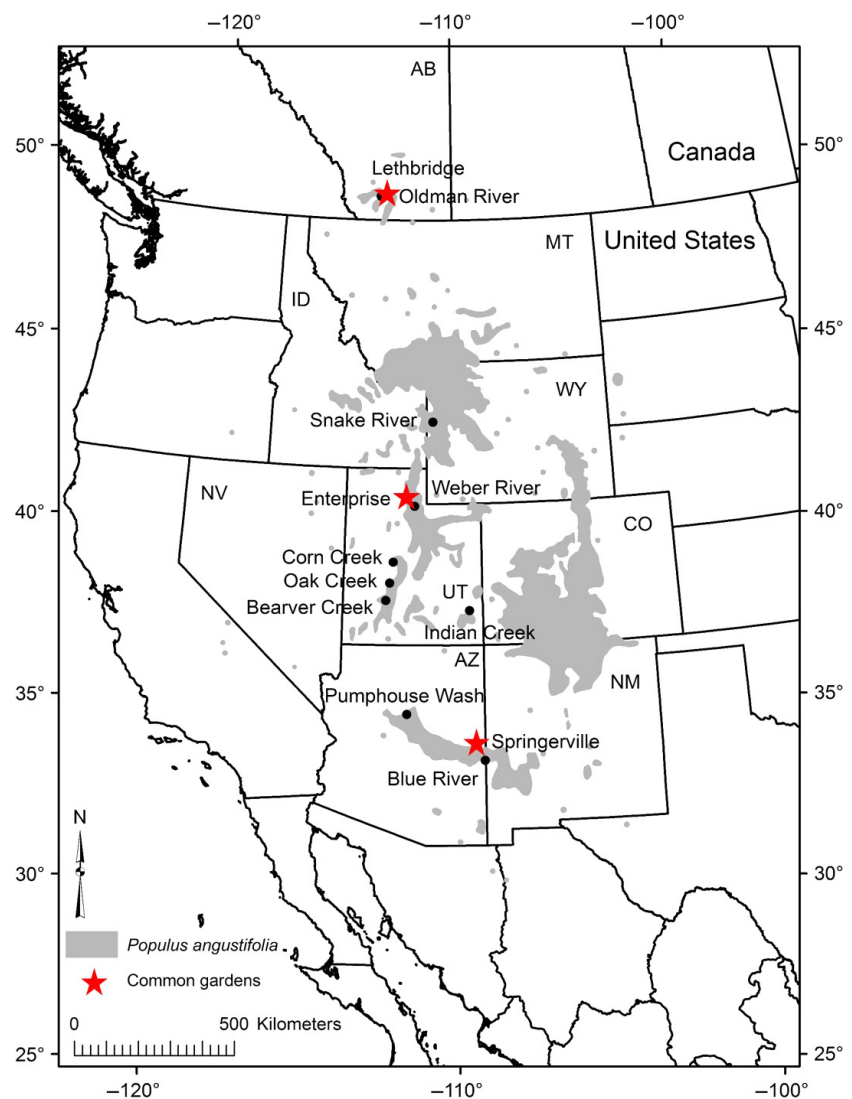 –120°
–110°
–100°
AB
50°
50°
Canada
Lethbridge
Oldman River
MT
United States
ID
45°
45°
WY
Snake River
Weber River
NV
Enterprise
40°
40°
CO
Corn Creek
Oak Creek
UT
Bearver Creek
Indian Creek
AZ
NM
35°
35°
Pumphouse Wash
Springerville
Blue River
N
30°
30°
Populus angustifolia
Common gardens
0
500 Kilometers
25°
25°
–120°
–110°
–100°